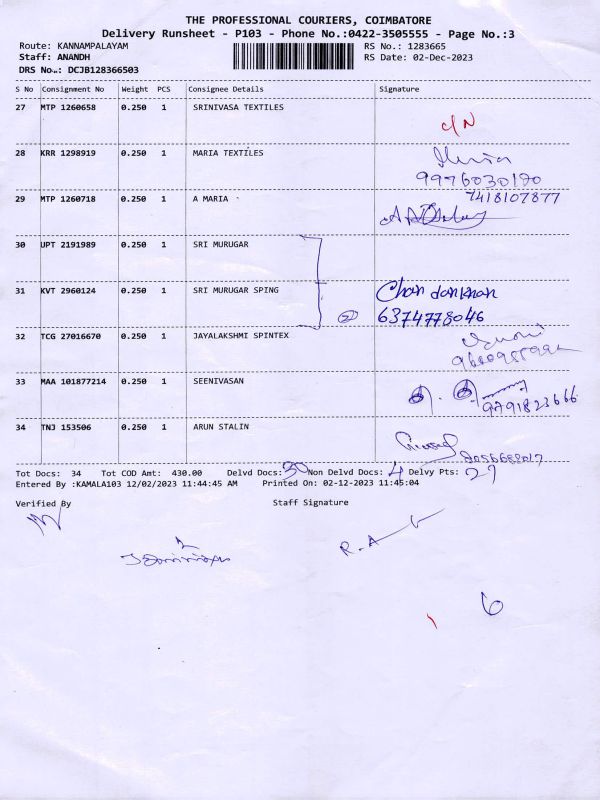 THE PROFESSIONAL COURIERS, COIMBATORE
Delivery Runsheet - P103 - Phone No.:0422-3505555 - Page No.:3
Route: KANNAMPALAYAM
RS No.: 1283665
Staff: ANANDH
RS Date: 02-Dec-2023
DRS No.: DCJB128366503
S No Consignment No Weight PCS Consignee Details Signature
27 MTP 1260658 0.250 1 SRINIVASA TEXTILES
C/N
28 KRR 1298919 0.250 1 MARIA TEXTILES
9976030190
29 MTP 1260718 0.250 1 A MARIA 7418107877
30 UPT 2191989 0.250 1 SRI MURUGAR
31 KVT 2960124 0.250 1 SRI MURUGAR SPING Chandankhan
2 6374778046
32 TCG 27016670 0.250 1 JAYALAKSHMI SPINTEX
33 MAA 101877214 0.250 1 SEENIVASAN
9791823666
34 TNJ 153506 0.250 1 ARUN STALIN
Tot Docs: 34 Tot COD Amt: 430.00 Delvd Docs: 30 Non Delvd Docs: 4 Delvy Pts: 27
Entered By :KAMALA103 12/02/2023 11:44:45 AM Printed On: 02-12-2023 11:45:04
Verified By Staff Signature
R.A
6